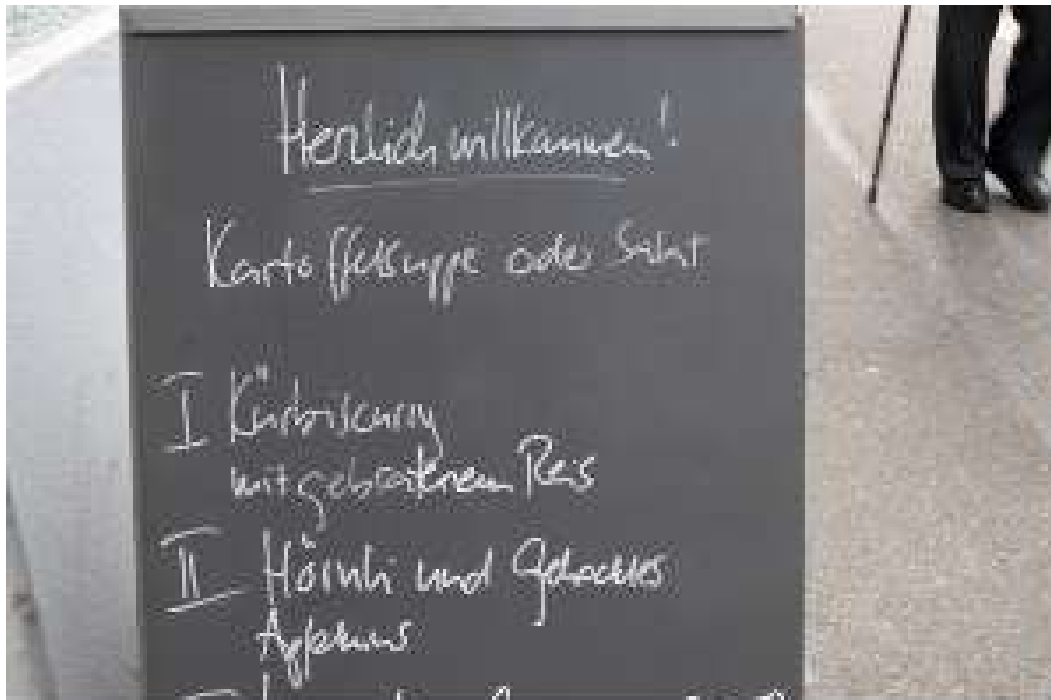 Herzlich willkommen!
Kartoffelsuppe oder Salat
I Kürbiscurry
mit gebratenem Reis
II Hörnli und Gehacktes
Apfelmus